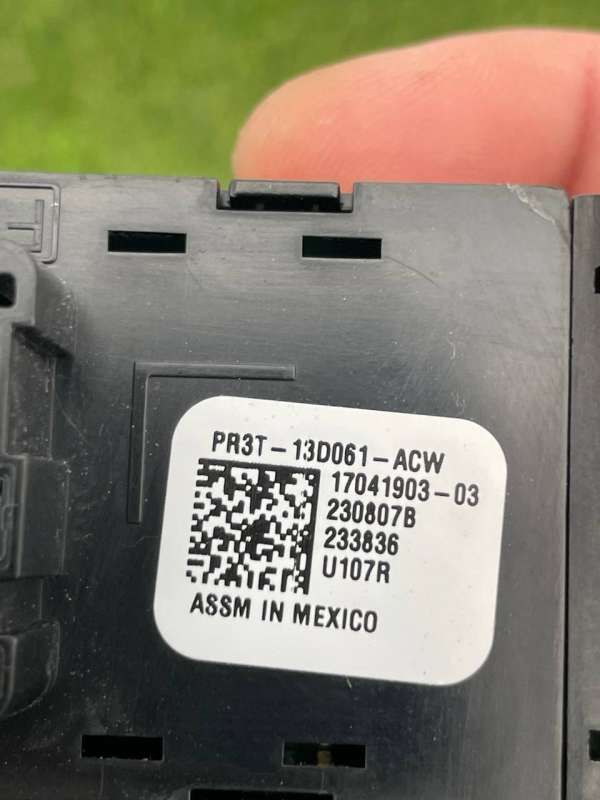 PR3T-13D061-ACW
17041903-03
230807B
233836
U107R
ASSM IN MEXICO